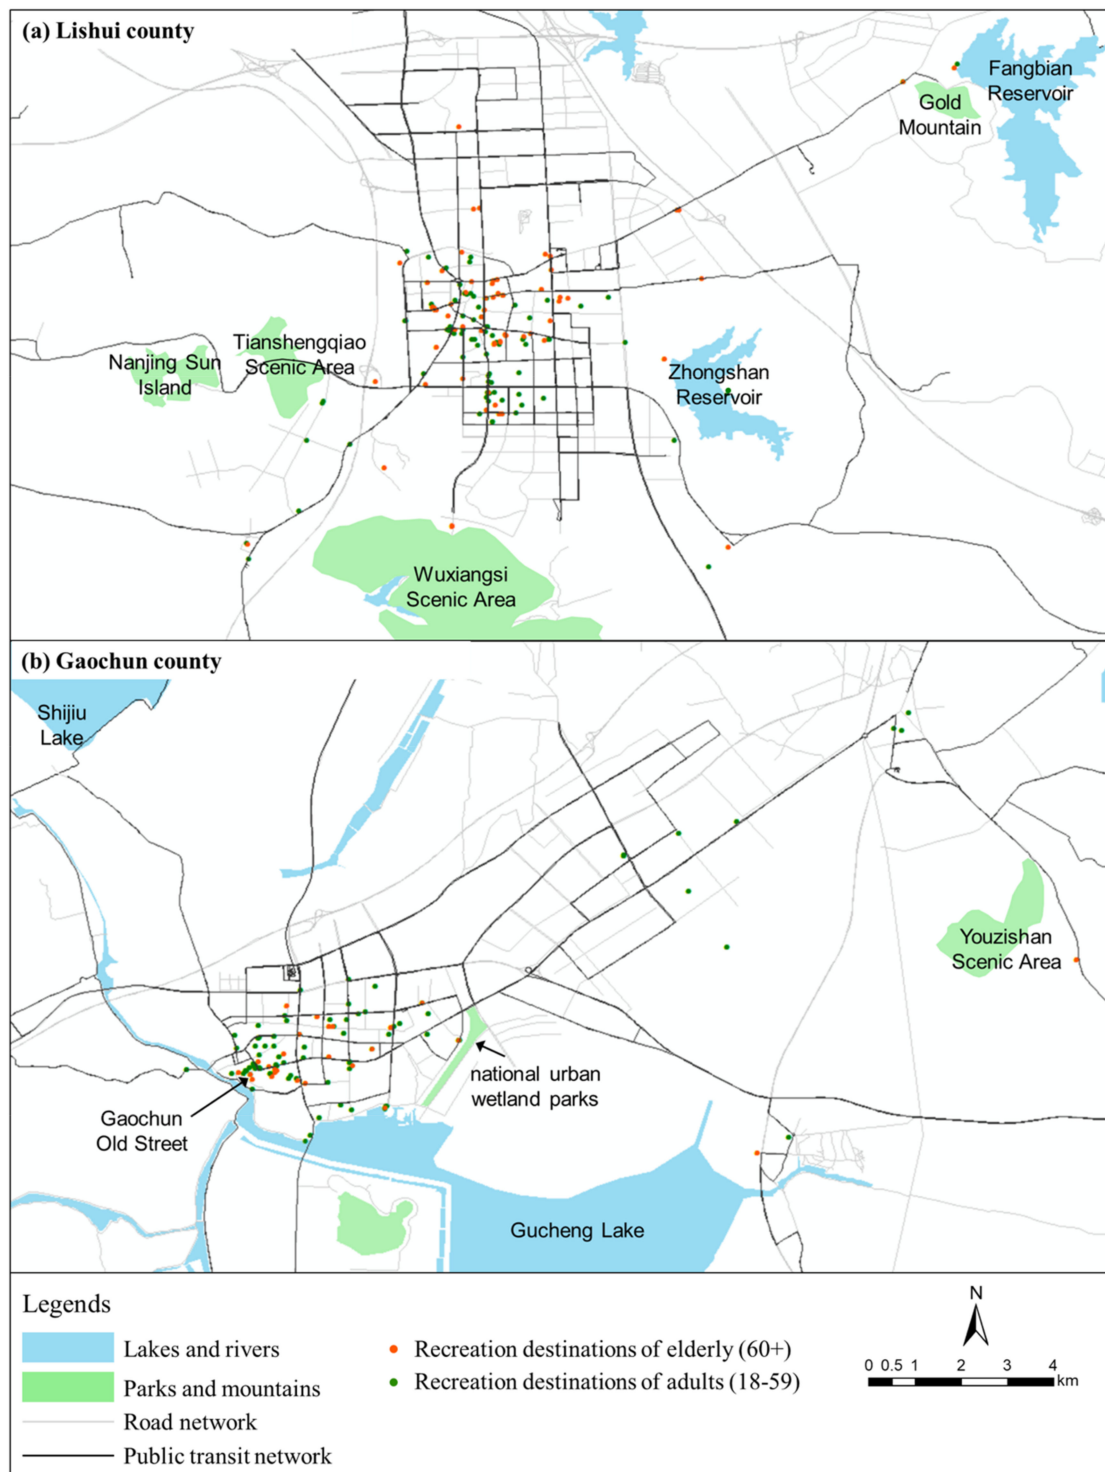 (a) Lishui county
Fangbian
Reservoir
Gold
Mountain
Tianshengqiao
Scenic Area
Nanjing Sun
Island
Zhongshan
Reservoir
Wuxiangsi
Scenic Area
(b) Gaochun county
Shijiu
Lake
Youzishan
Scenic Area
national urban
wetland parks
Gaochun
Old Street
Gucheng Lake
Legends
Lakes and rivers
Parks and mountains
Road network
Public transit network
Recreation destinations of elderly (60+)
Recreation destinations of adults (18-59)
N
0 0.5 1 2 3 4
km